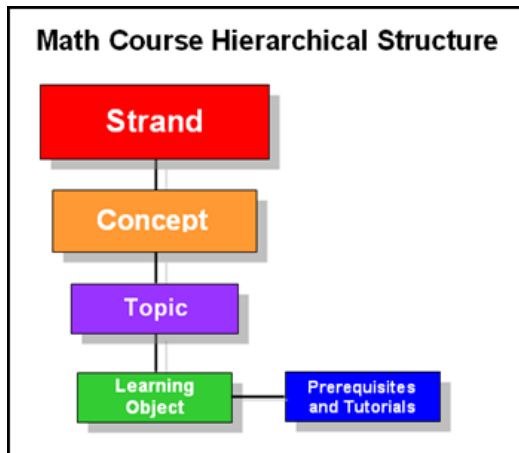 Math Course Hierarchical Structure
Strand
Concept
Topic
Learning
Object
Prerequisites
and Tutorials